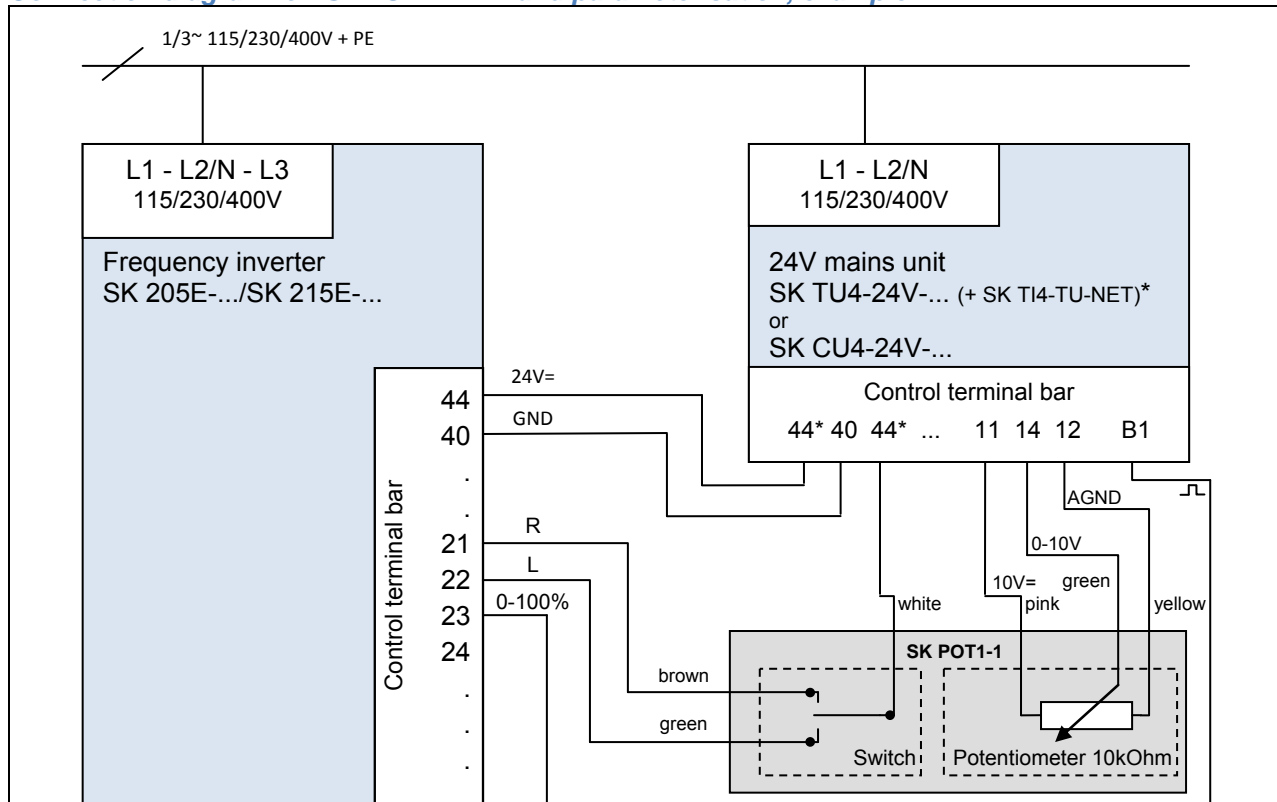 1/3~ 115/230/400V + PE
L1 - L2/N - L3
115/230/400V
Frequency inverter
SK 205E-.../SK 215E-...
L1 - L2/N
115/230/400V
24V mains unit
SK TU4-24V-... (+ SK TI4-TU-NET)*
or
SK CU4-24V-...
Control terminal bar
44* 40 44* ... 11 14 12 B1
Control terminal bar
44
40
.
.
21
22
23
24
.
.
.
24V=
GND
R
L
0-100%
AGND
0-10V
10V=
green
white
pink
yellow
SK POT1-1
brown
green
Switch
Potentiometer 10kOhm